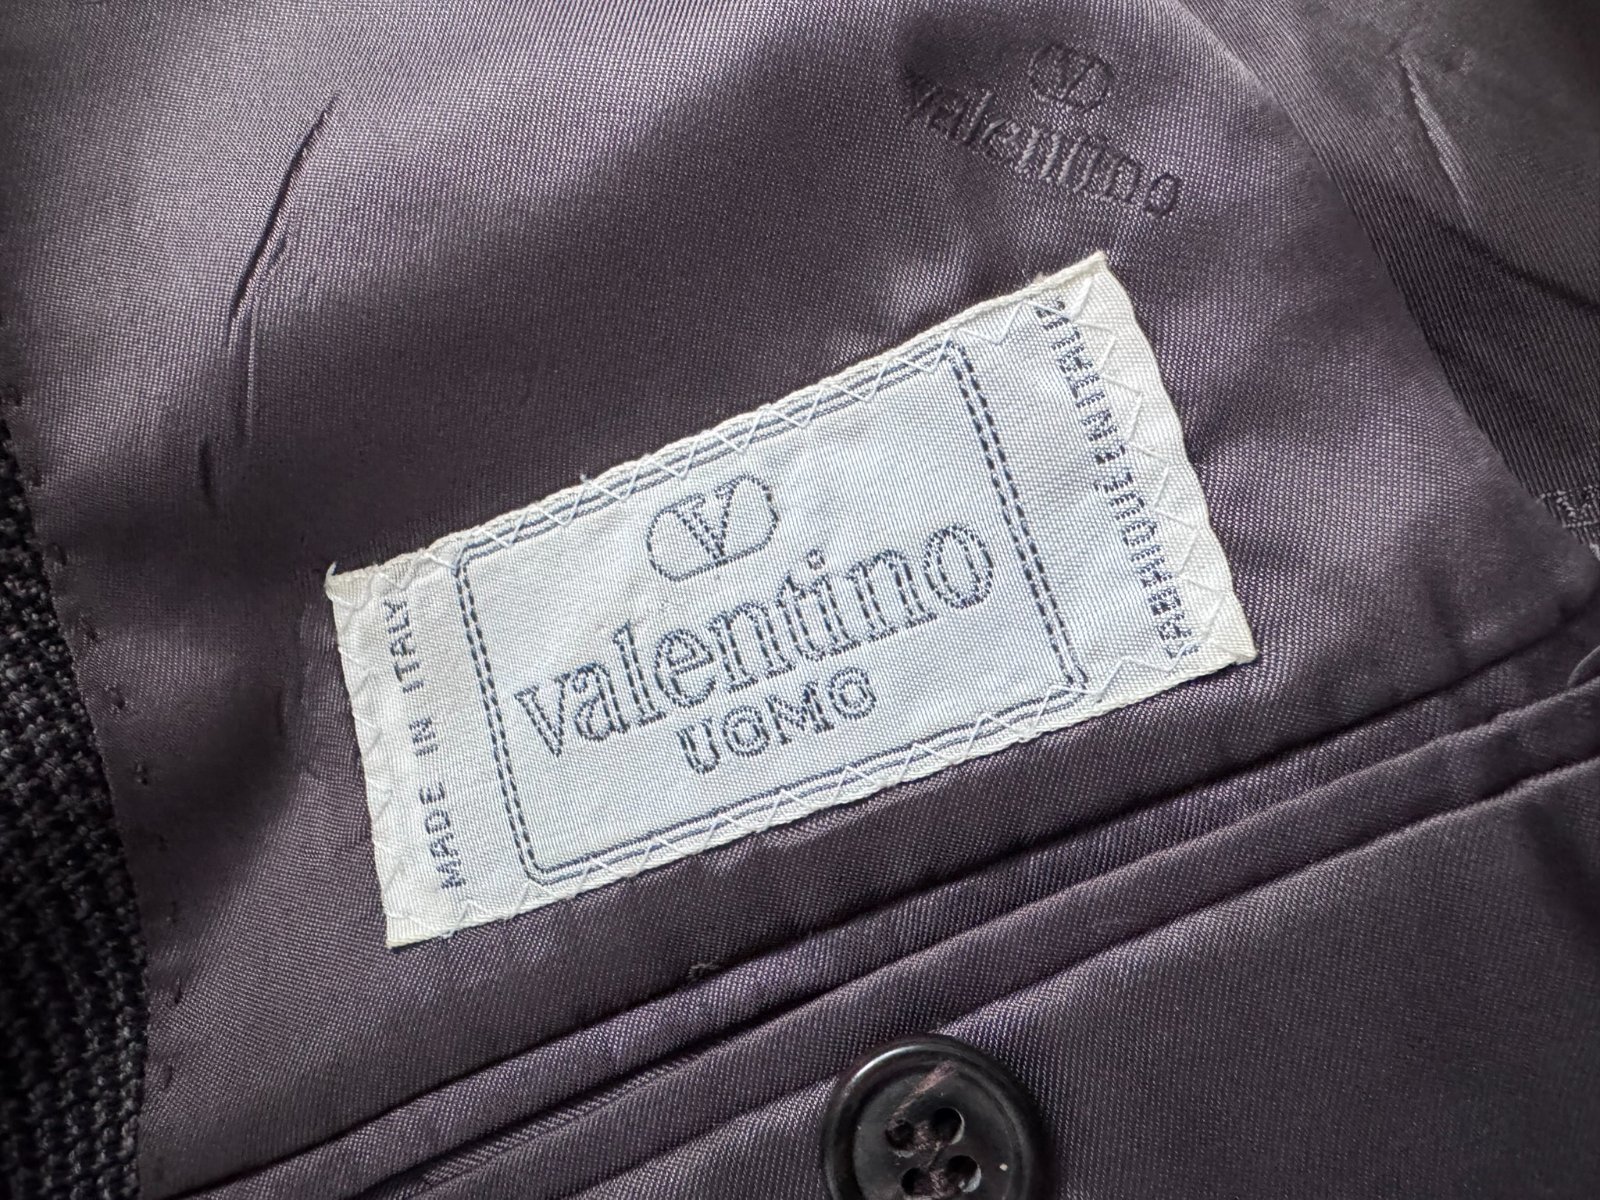 V
valentino
V
valentino
UOMO
MADE IN ITALY
FABRIQUE EN ITALIE